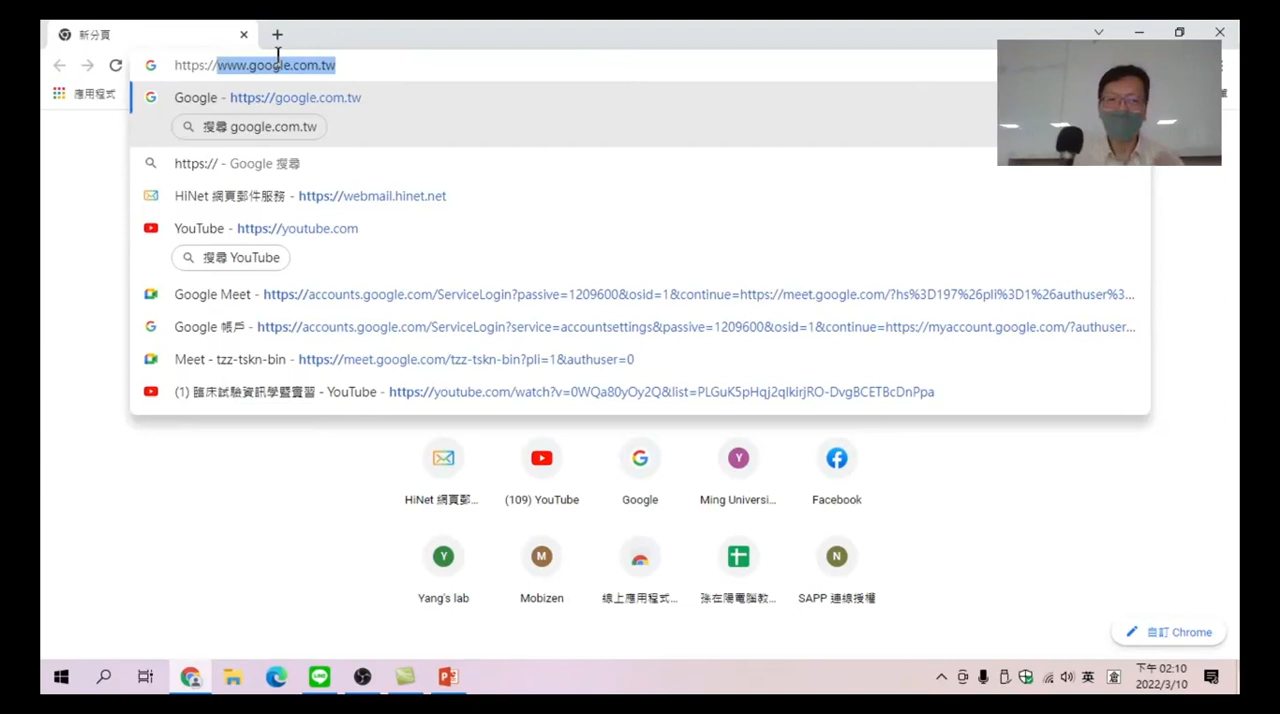 新分頁
https://www.google.com.tw
應用程式
Google - https://google.com.tw
搜尋 google.com.tw
https:// - Google 搜尋
HiNet 網頁郵件服務 - https://webmail.hinet.net
YouTube - https://youtube.com
搜尋 YouTube
Google Meet - https://accounts.google.com/ServiceLogin?passive=1209600&osid=1&continue=https://meet.google.com/?hs%3D197%26pli%3D1%26authuser%3...
Google 帳戶 - https://accounts.google.com/ServiceLogin?service=accountsettings&passive=1209600&osid=1&continue=https://myaccount.google.com/?authuser...
Meet - tzz-tskn-bin - https://meet.google.com/tzz-tskn-bin?pli=1&authuser=0
(1) 臨床試驗資訊學暨實習 - YouTube - https://youtube.com/watch?v=0WQa80yOy2Q&list=PLGuK5pHqj2qlkirjRO-DvgBCETBcDnPpa
HiNet 網頁郵... (109) YouTube Google Ming Universi... Facebook
Y M Y N
Yang's lab Mobizen 線上應用程式... 孫在陽電腦教... SAPP 連線授權
自訂 Chrome
英 倉 下午 02:10
2022/3/10